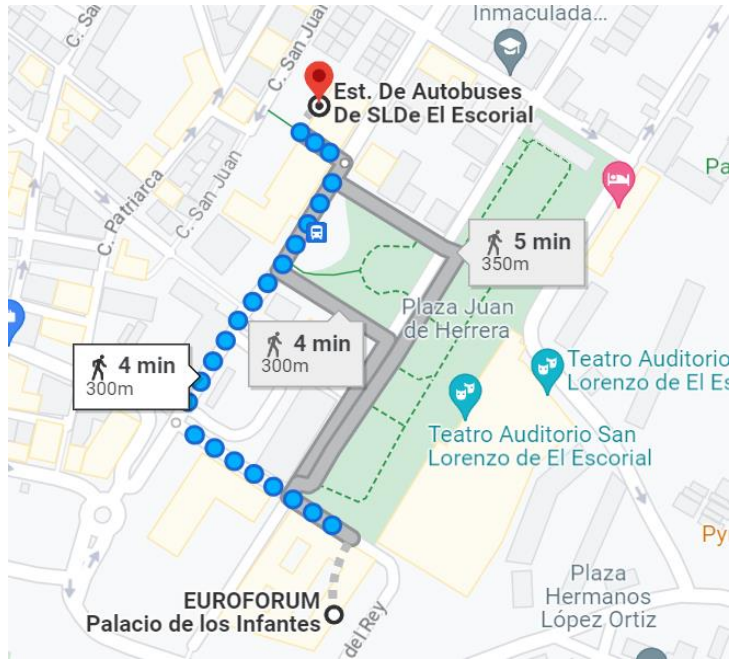 Inmaculada...
C. San Juan
C. San Juan
Est. De Autobuses
De SLDe El Escorial
C. San Juan
C. Patriarca
Pa
5 min
350m
Plaza Juan
de Herrera
4 min
300m
4 min
300m
Teatro Auditorio
Lorenzo de El Es
Teatro Auditorio San
Lorenzo de El Escorial
Py
EUROFORUM
Palacio de los Infantes
del Rey
Plaza
Hermanos
López Ortiz